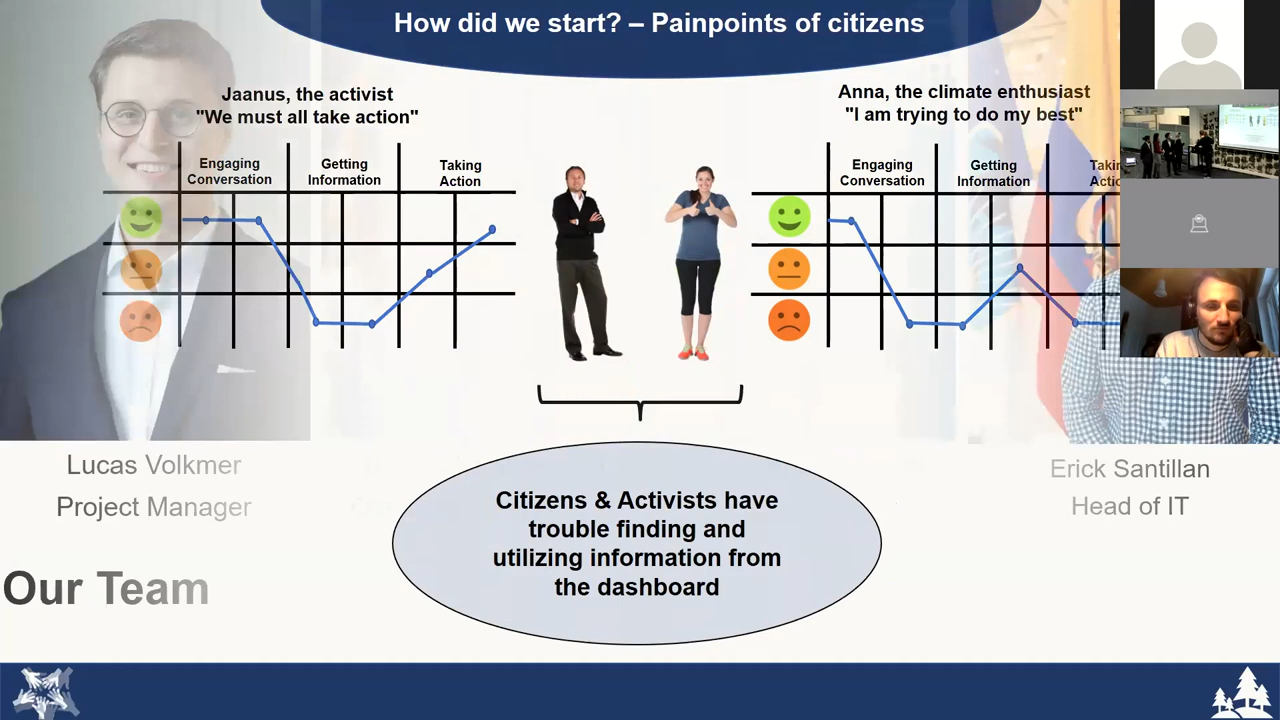 How did we start? – Painpoints of citizens
Jaanus, the activist
"We must all take action"
Anna, the climate enthusiast
"I am trying to do my best"
Engaging
Conversation
Getting
Information
Taking
Action
Engaging
Conversation
Getting
Information
Citizens & Activists have
trouble finding and
utilizing information from
the dashboard
Lucas Volkmer
Project Manager
Erick Santillan
Head of IT
Our Team